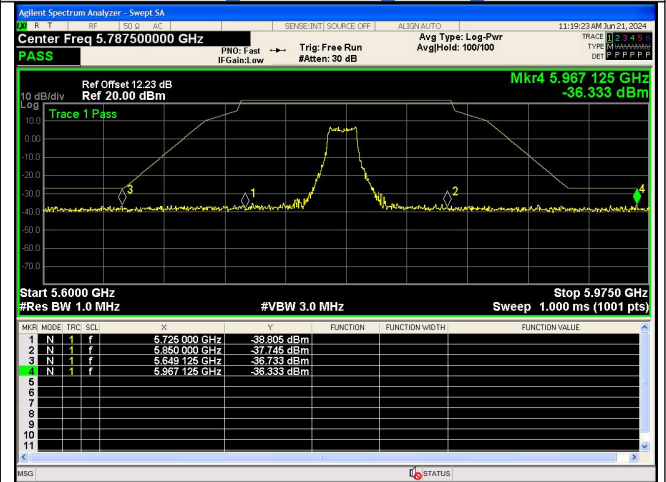 Agilent Spectrum Analyzer - Swept SA
R T RF 50 Ω AC SENSE:INT SOURCE OFF ALIGN AUTO 11:19:23 AM Jun 21, 2024
Center Freq 5.787500000 GHz Avg Type: Log-Pwr TRACE 1 2 3 4 5 6
PASS PNO: Fast Trig: Free Run Avg|Hold: 100/100 TYPE M
IFGain:Low #Atten: 30 dB DET P P P P P P
Mkr4 5.967 125 GHz
-36.333 dBm
Ref Offset 12.23 dB
10 dB/div Ref 20.00 dBm
Log
Trace 1 Pass
10.0
0.00
-10.0
-20.0
-30.0
-40.0
-50.0
-60.0
-70.0
3
1
2
4
Start 5.6000 GHz Stop 5.9750 GHz
#Res BW 1.0 MHz #VBW 3.0 MHz Sweep 1.000 ms (1001 pts)
MKR MODE TRC SCL X Y FUNCTION FUNCTION WIDTH FUNCTION VALUE
1 N 1 f 5.725 000 GHz -38.805 dBm
2 N 1 f 5.850 000 GHz -37.745 dBm
3 N 1 f 5.649 125 GHz -36.733 dBm
4 N 1 f 5.967 125 GHz -36.333 dBm
5
6
7
8
9
10
11
MSG STATUS